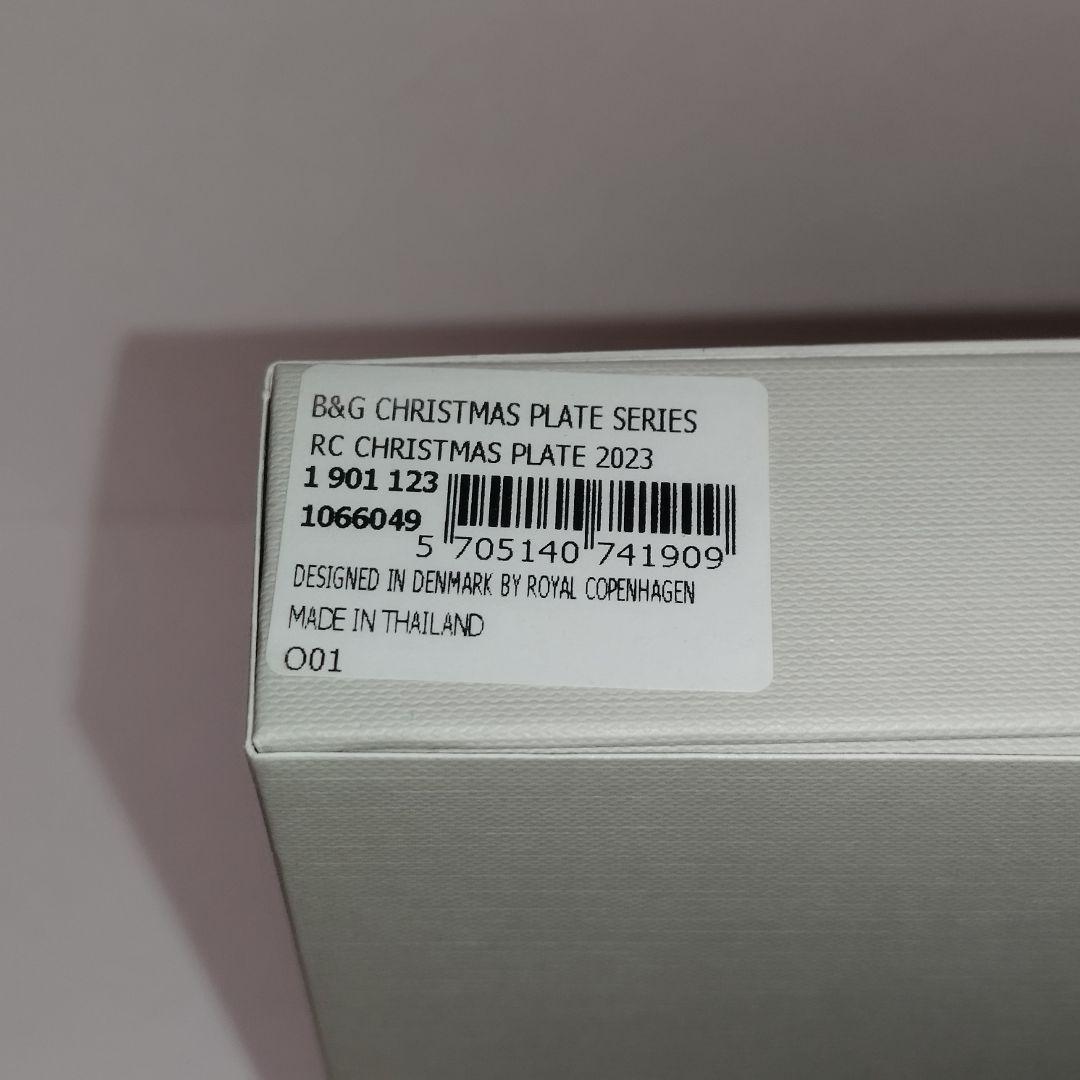 B&G CHRISTMAS PLATE SERIES
RC CHRISTMAS PLATE 2023
1 901 123
1066049
5 705140 741909
DESIGNED IN DENMARK BY ROYAL COPENHAGEN
MADE IN THAILAND
O01